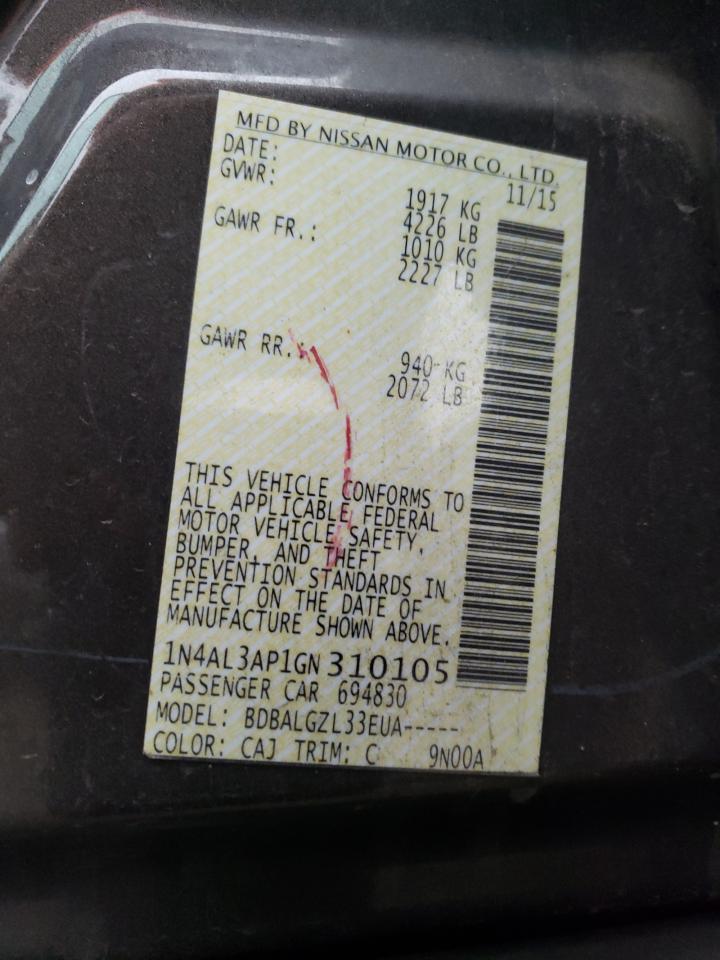 MFD BY NISSAN MOTOR CO., LTD.
DATE: 11/15
GVWR: 1917 KG
4226 LB
GAWR FR.: 1010 KG
2227 LB
GAWR RR.: 940 KG
2072 LB
THIS VEHICLE CONFORMS TO
ALL APPLICABLE FEDERAL
MOTOR VEHICLE SAFETY,
BUMPER, AND THEFT
PREVENTION STANDARDS IN
EFFECT ON THE DATE OF
MANUFACTURE SHOWN ABOVE.
1N4AL3AP1GN310105
PASSENGER CAR 694830
MODEL: BDBALGZL33EUA-----
COLOR: CAJ TRIM: C 9N00A